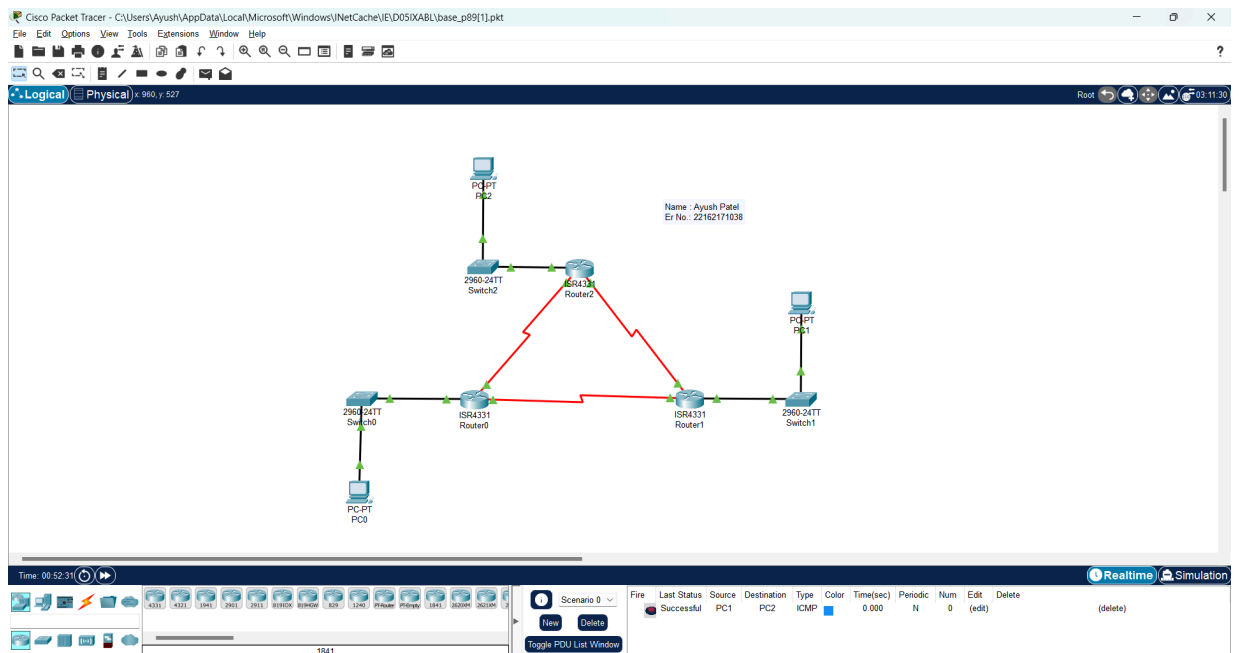 Cisco Packet Tracer - C:\Users\Ayush\AppData\Local\Microsoft\Windows\INetCache\IE\D05IXABL\base_p89[1].pkt
File Edit Options View Tools Extensions Window Help
?
Logical Physical x: 960, y: 527
Root 03:11:30
PC-PT
PC2
Name : Ayush Patel
Er No.: 22162171038
2960-24TT
Switch2
ISR4331
Router2
PC-PT
PC1
2960-24TT
Switch0
ISR4331
Router0
ISR4331
Router1
2960-24TT
Switch1
PC-PT
PC0
Time: 00:52:31
Realtime Simulation
4331 4321 1941 2901 2911 819IOX 819HGW 829 1240 PT-Router PT-Empty 1841 2620XM 2621XM
1841
Scenario 0
New Delete
Toggle PDU List Window
Fire Last Status Source Destination Type Color Time(sec) Periodic Num Edit Delete
Successful PC1 PC2 ICMP 0.000 N 0 (edit) (delete)